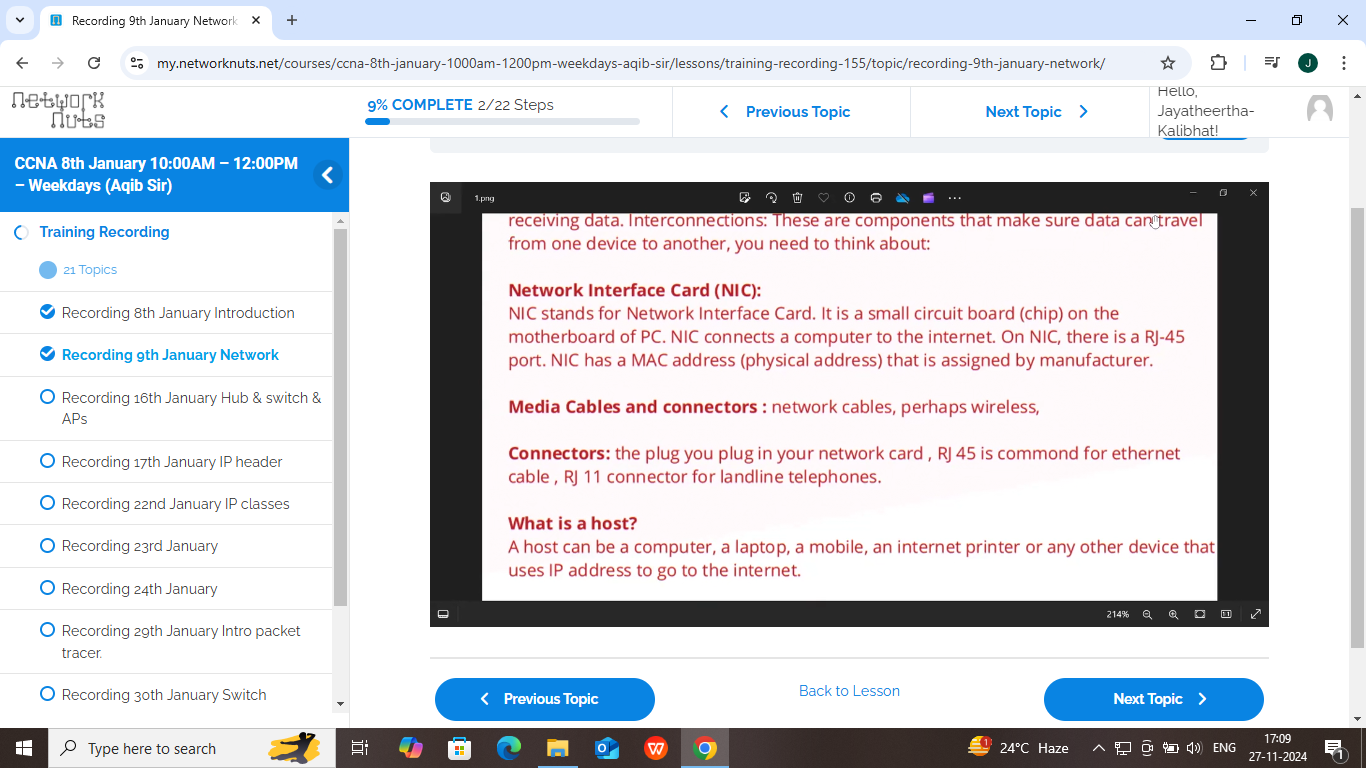 Recording 9th January Network
my.networknuts.net/courses/ccna-8th-january-1000am-1200pm-weekdays-aqib-sir/lessons/training-recording-155/topic/recording-9th-january-network/
J
Network
Nuts
9% COMPLETE 2/22 Steps
Previous Topic
Next Topic
Hello,
Jayatheertha-
Kalibhat!
CCNA 8th January 10:00AM – 12:00PM
– Weekdays (Aqib Sir)
Training Recording
21 Topics
Recording 8th January Introduction
Recording 9th January Network
Recording 16th January Hub & switch &
APs
Recording 17th January IP header
Recording 22nd January IP classes
Recording 23rd January
Recording 24th January
Recording 29th January Intro packet
tracer.
Recording 30th January Switch
1.png
receiving data. Interconnections: These are components that make sure data can travel
from one device to another, you need to think about:
Network Interface Card (NIC):
NIC stands for Network Interface Card. It is a small circuit board (chip) on the
motherboard of PC. NIC connects a computer to the internet. On NIC, there is a RJ-45
port. NIC has a MAC address (physical address) that is assigned by manufacturer.
Media Cables and connectors : network cables, perhaps wireless,
Connectors: the plug you plug in your network card , RJ 45 is commond for ethernet
cable , RJ 11 connector for landline telephones.
What is a host?
A host can be a computer, a laptop, a mobile, an internet printer or any other device that
uses IP address to go to the internet.
214%
Previous Topic
Back to Lesson
Next Topic
Type here to search
1
24°C Haze
ENG
17:09
27-11-2024
1